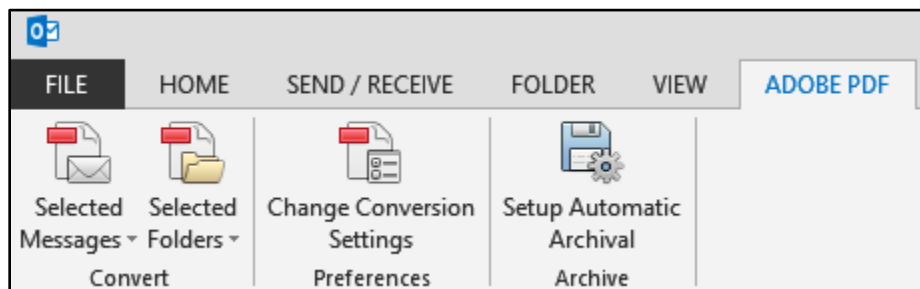 FILE HOME SEND / RECEIVE FOLDER VIEW ADOBE PDF
Selected Selected Change Conversion Setup Automatic
Messages Folders Settings Archival
Convert Preferences Archive